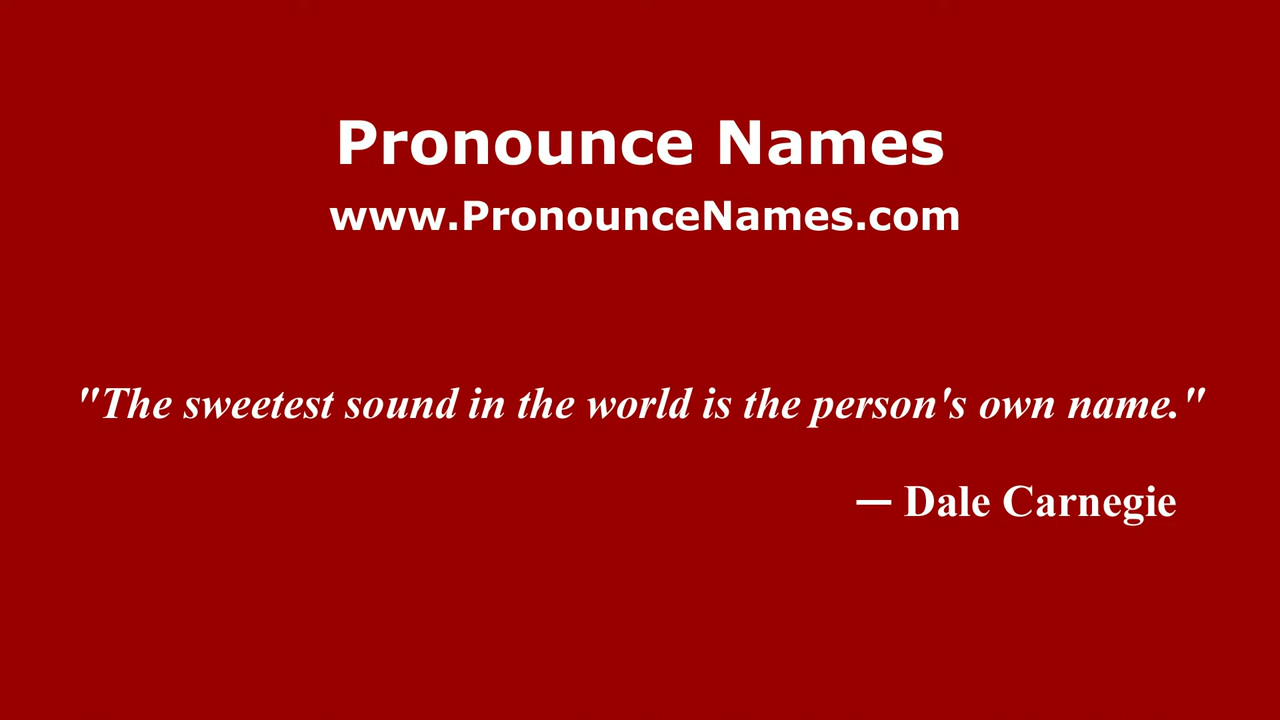 Pronounce Names
www.PronounceNames.com
"The sweetest sound in the world is the person's own name."
— Dale Carnegie